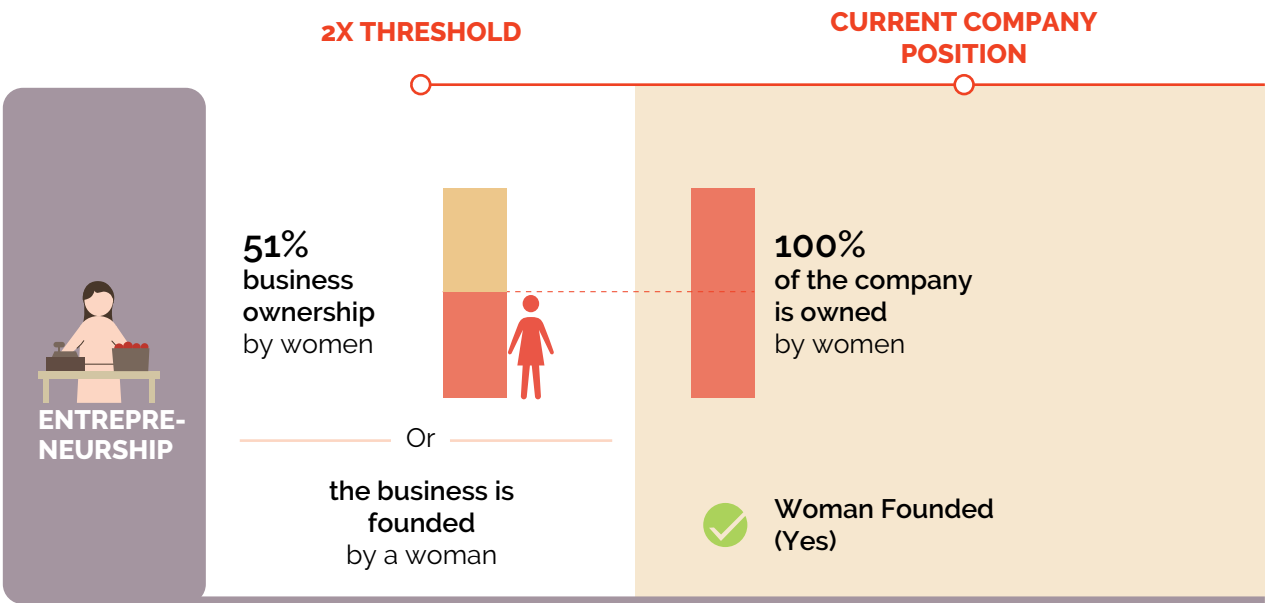 2X THRESHOLD
CURRENT COMPANY
POSITION
ENTREPRE-
NEURSHIP
51%
business
ownership
by women
Or
the business is
founded
by a woman
100%
of the company
is owned
by women
Woman Founded
(Yes)